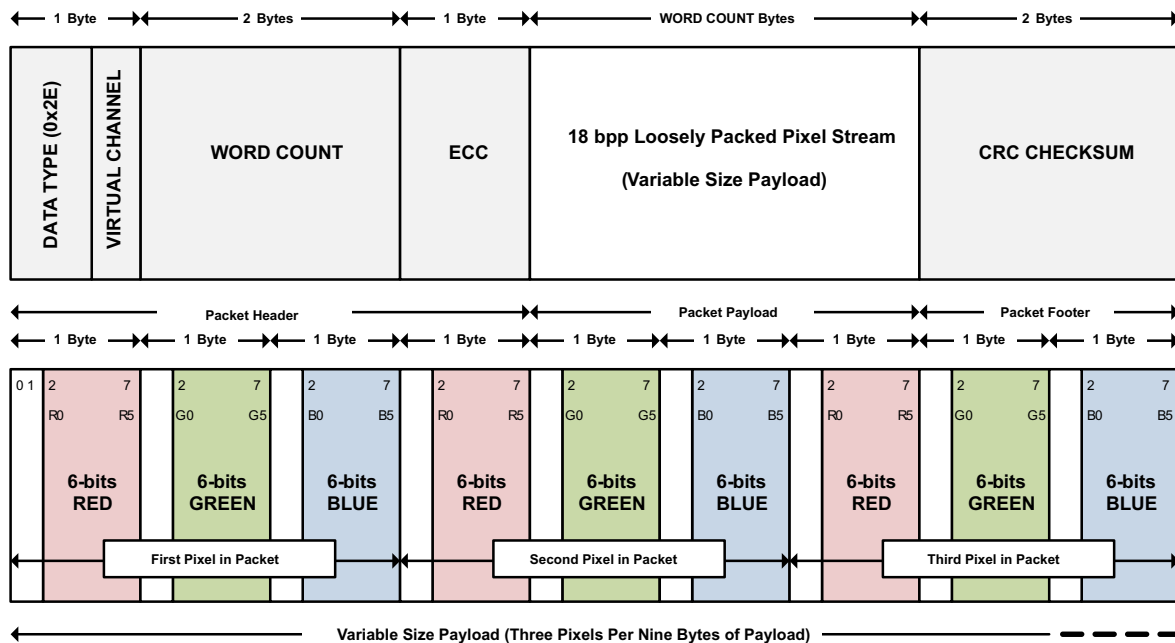 1 Byte 2 Bytes 1 Byte WORD COUNT Bytes 2 Bytes
DATA TYPE (0x2E)
VIRTUAL CHANNEL
WORD COUNT
ECC
18 bpp Loosely Packed Pixel Stream
(Variable Size Payload)
CRC CHECKSUM
Packet Header Packet Payload Packet Footer
1 Byte 1 Byte 1 Byte 1 Byte 1 Byte 1 Byte 1 Byte 1 Byte 1 Byte
0 1 2 7 2 7 2 7 2 7 2 7 2 7 2 7 2 7 2 7
R0 R5 G0 G5 B0 B5 R0 R5 G0 G5 B0 B5 R0 R5 G0 G5 B0 B5
6-bits 6-bits 6-bits 6-bits 6-bits 6-bits 6-bits 6-bits 6-bits
RED GREEN BLUE RED GREEN BLUE RED GREEN BLUE
First Pixel in Packet Second Pixel in Packet Third Pixel in Packet
Variable Size Payload (Three Pixels Per Nine Bytes of Payload)